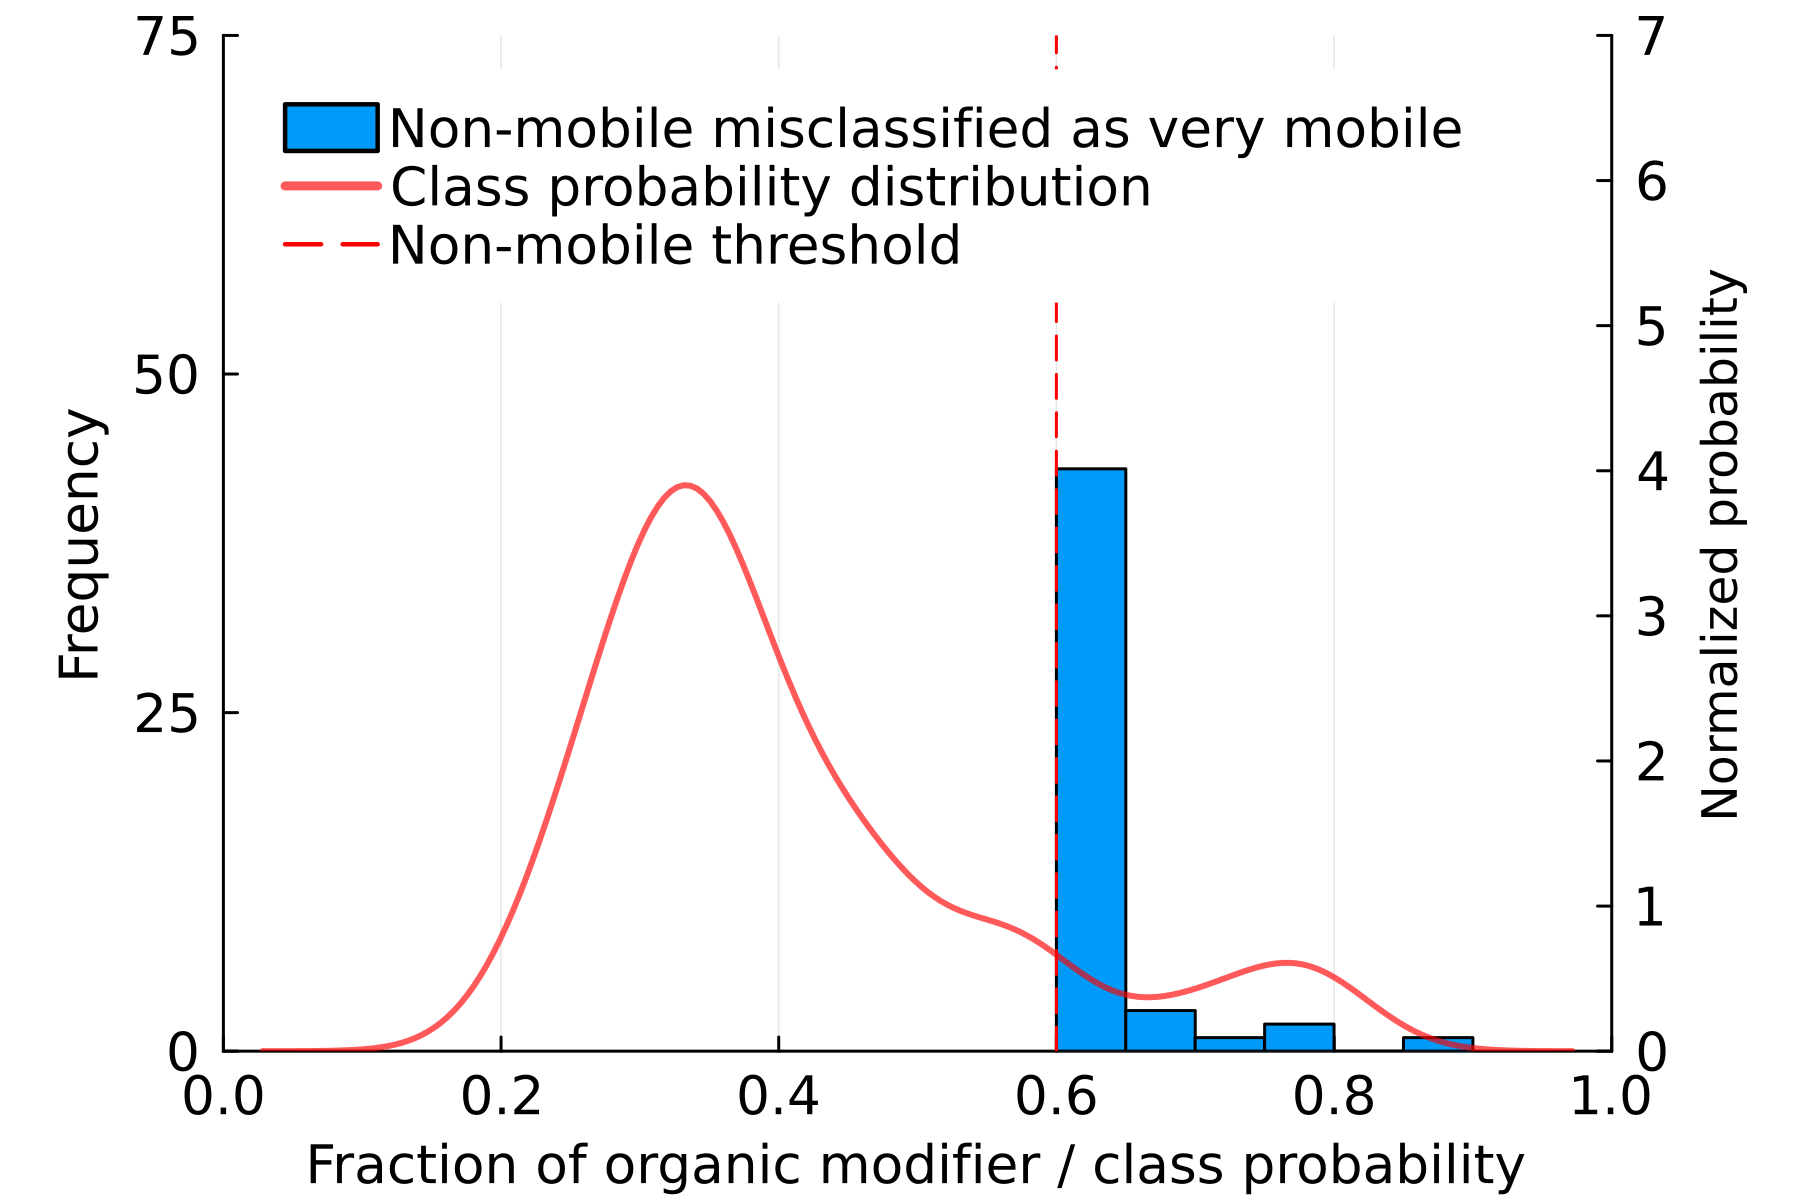 Non-mobile misclassified as very mobile
Class probability distribution
Non-mobile threshold
Frequency
75
50
25
0
Normalized probability
7
6
5
4
3
2
1
0
0.0 0.2 0.4 0.6 0.8 1.0
Fraction of organic modifier / class probability